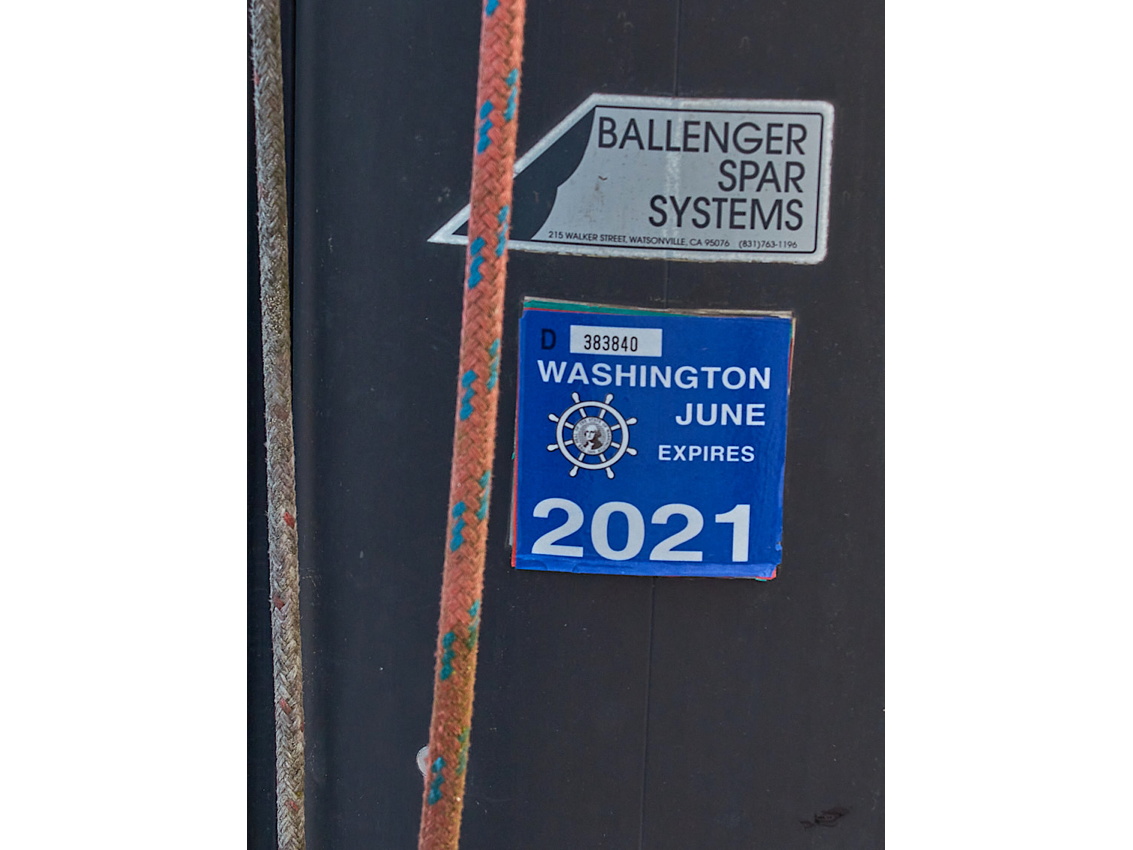 BALLENGER
SPAR
SYSTEMS
215 WALKER STREET, WATSONVILLE, CA 95076 (831)763-1196
D 383840
WASHINGTON
JUNE
EXPIRES
2021